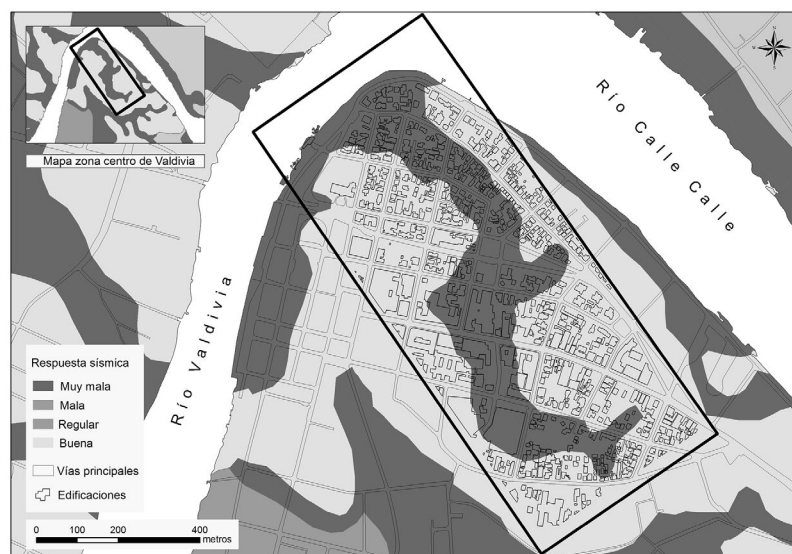 Mapa zona centro de Valdivia
N
Río Calle Calle
Río Valdivia
Respuesta sísmica
Muy mala
Mala
Regular
Buena
Vías principales
Edificaciones
0 100 200 400
metros